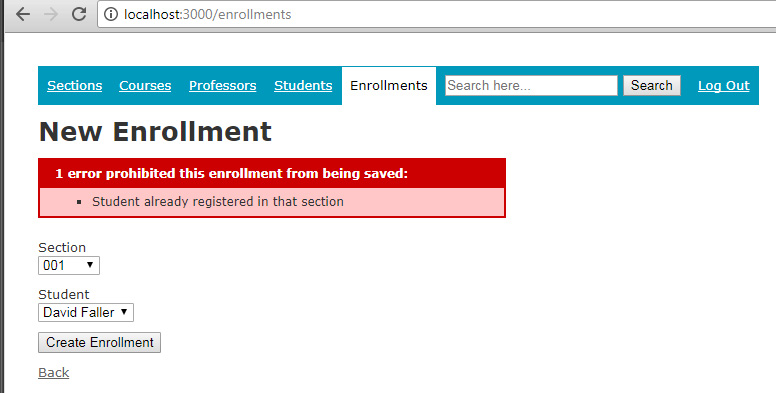 localhost:3000/enrollments
Sections Courses Professors Students Enrollments Search here... Search Log Out
New Enrollment
1 error prohibited this enrollment from being saved:
Student already registered in that section
Section
001
Student
David Faller
Create Enrollment
Back